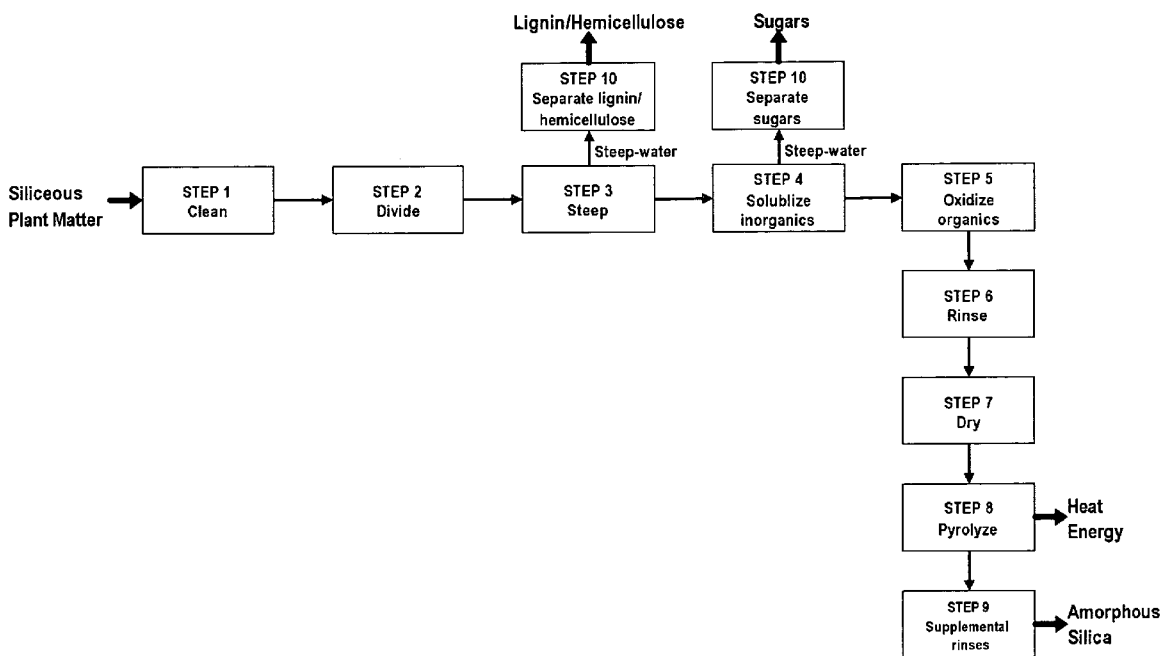 Lignin/Hemicellulose
Sugars
STEP 10
Separate lignin/
hemicellulose
STEP 10
Separate
sugars
Steep-water
Steep-water
Siliceous
Plant Matter
STEP 1
Clean
STEP 2
Divide
STEP 3
Steep
STEP 4
Solublize
inorganics
STEP 5
Oxidize
organics
STEP 6
Rinse
STEP 7
Dry
STEP 8
Pyrolyze
Heat
Energy
STEP 9
Supplemental
rinses
Amorphous
Silica